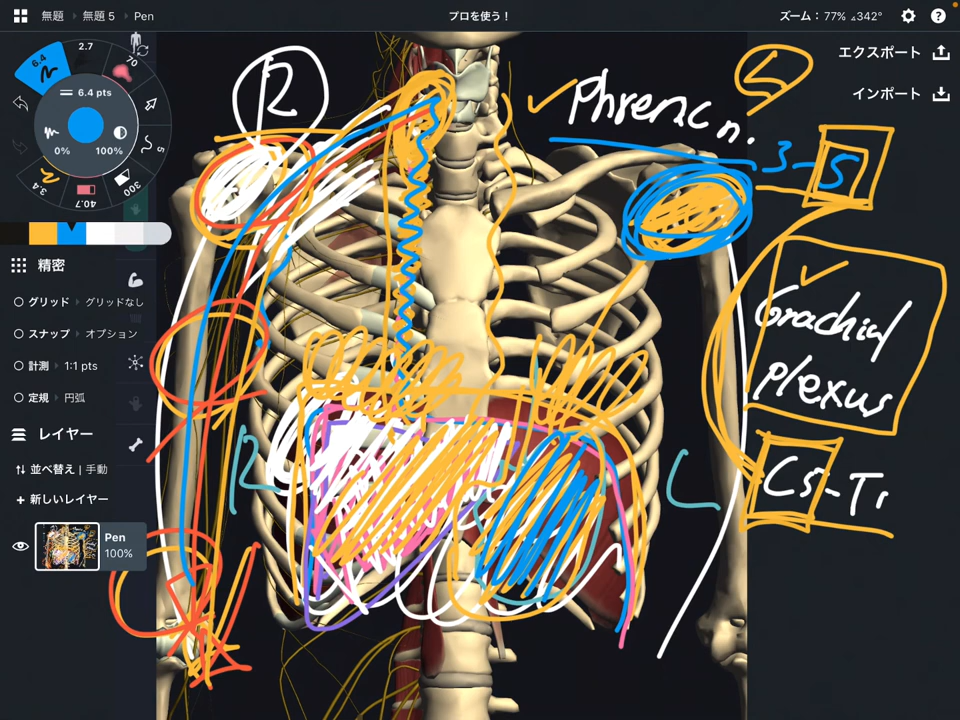 無題 › 無題 5 › Pen
プロを使う！
ズーム：77% ⊿342°
エクスポート
インポート
2.7
6.4
70
6.4 pts
0%
100%
5
3.4
40.7
300
精密
グリッド › グリッドなし
スナップ › オプション
計測 › 1:1 pts
定規 › 円弧
レイヤー
並べ替え | 手動
+ 新しいレイヤー
Pen
100%
R
Phrenic n.
3-5
brachial
plexus
C5-T1
R
L